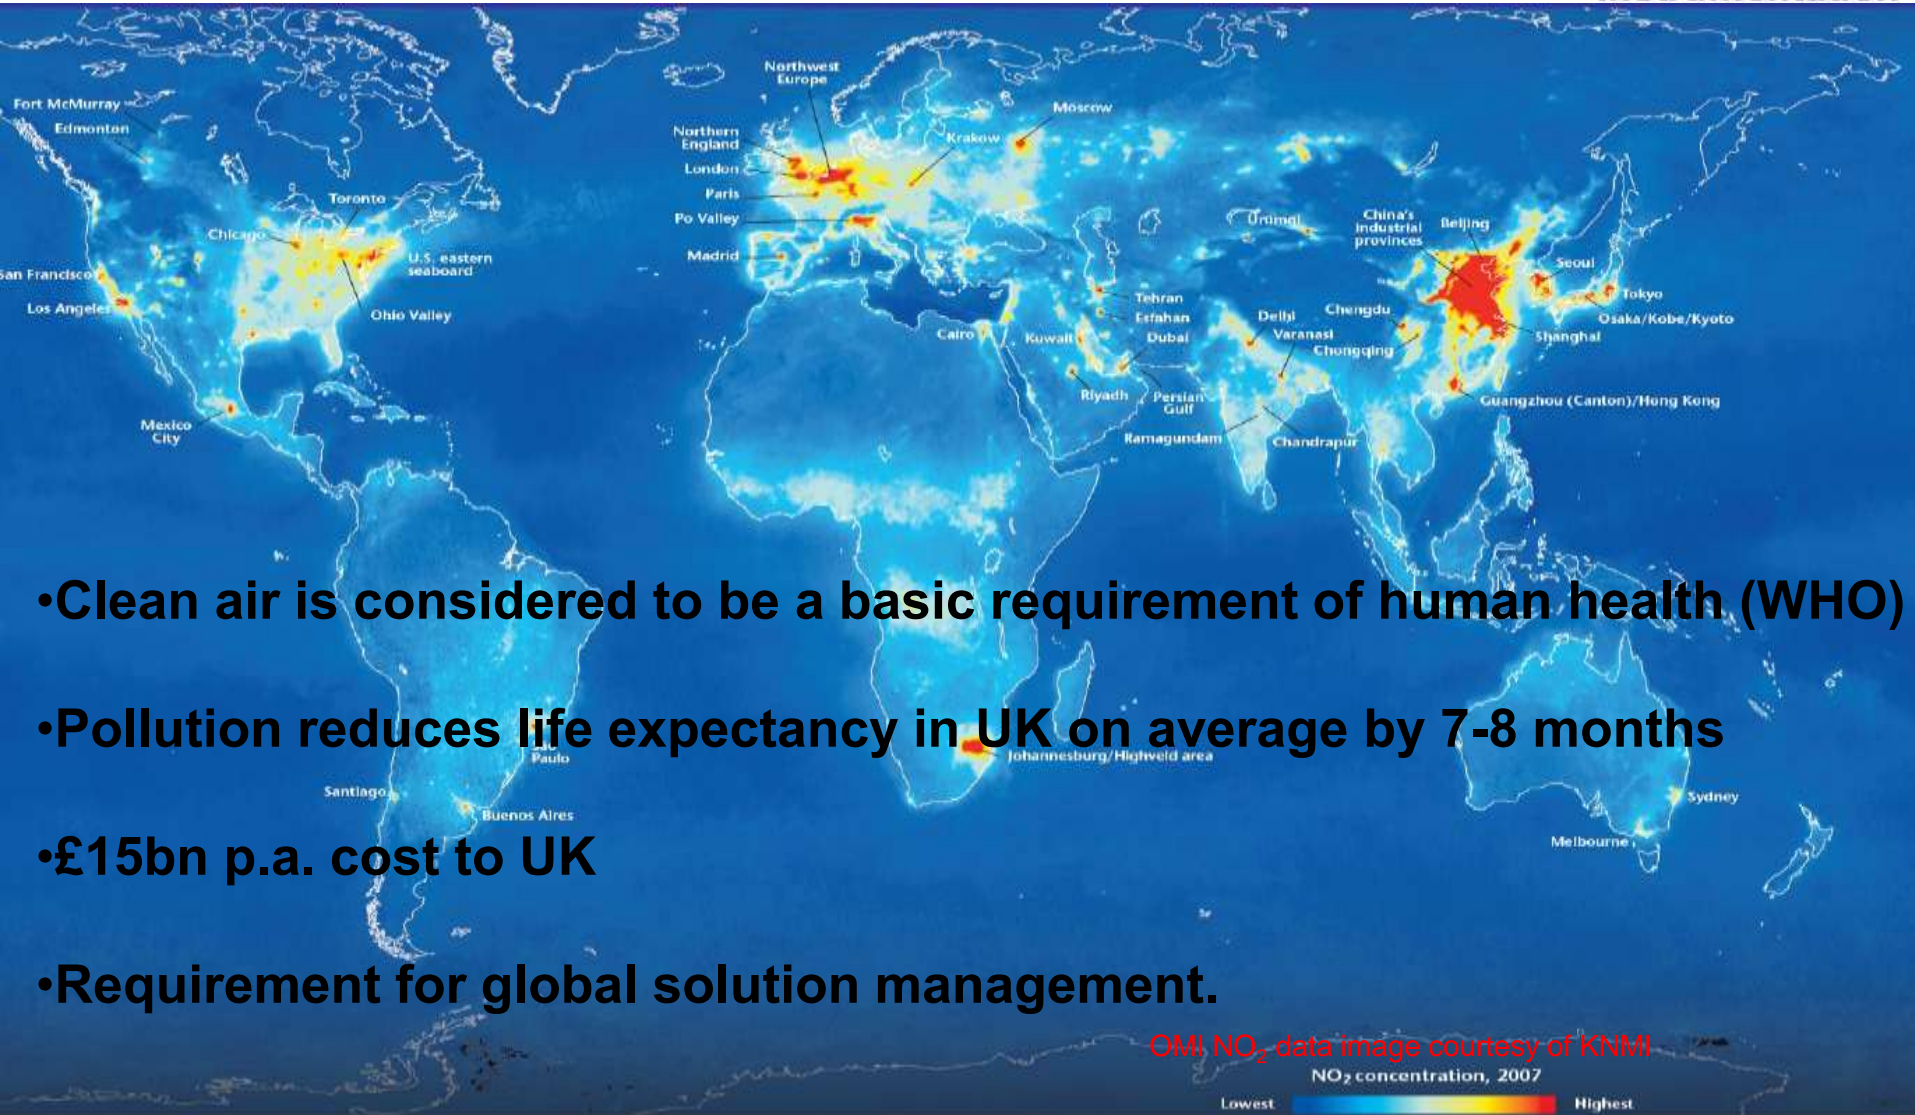 Northwest
Europe
Fort McMurray
Edmonton
Moscow
Northern
England
Krakow
London
Paris
Toronto
Po Valley
Chicago
Urumqi
China's
industrial
provinces
Beijing
Madrid
U.S. eastern
seaboard
San Francisco
Seoul
Los Angeles
Ohio Valley
Tehran
Esfahan
Tokyo
Osaka/Kobe/Kyoto
Cairo
Kuwait
Dubai
Delhi
Varanasi
Chengdu
Chongqing
Shanghai
Riyadh
Persian
Gulf
Guangzhou (Canton)/Hong Kong
Mexico
City
Ramagundam
Chandrapur
•Clean air is considered to be a basic requirement of human health (WHO)
•Pollution reduces life expectancy in UK on average by 7-8 months
Paulo
Johannesburg/Highveld area
Santiago
Buenos Aires
Sydney
Melbourne
•£15bn p.a. cost to UK
•Requirement for global solution management.
OMI NO₂ data image courtesy of KNMI
NO₂ concentration, 2007
Lowest Highest